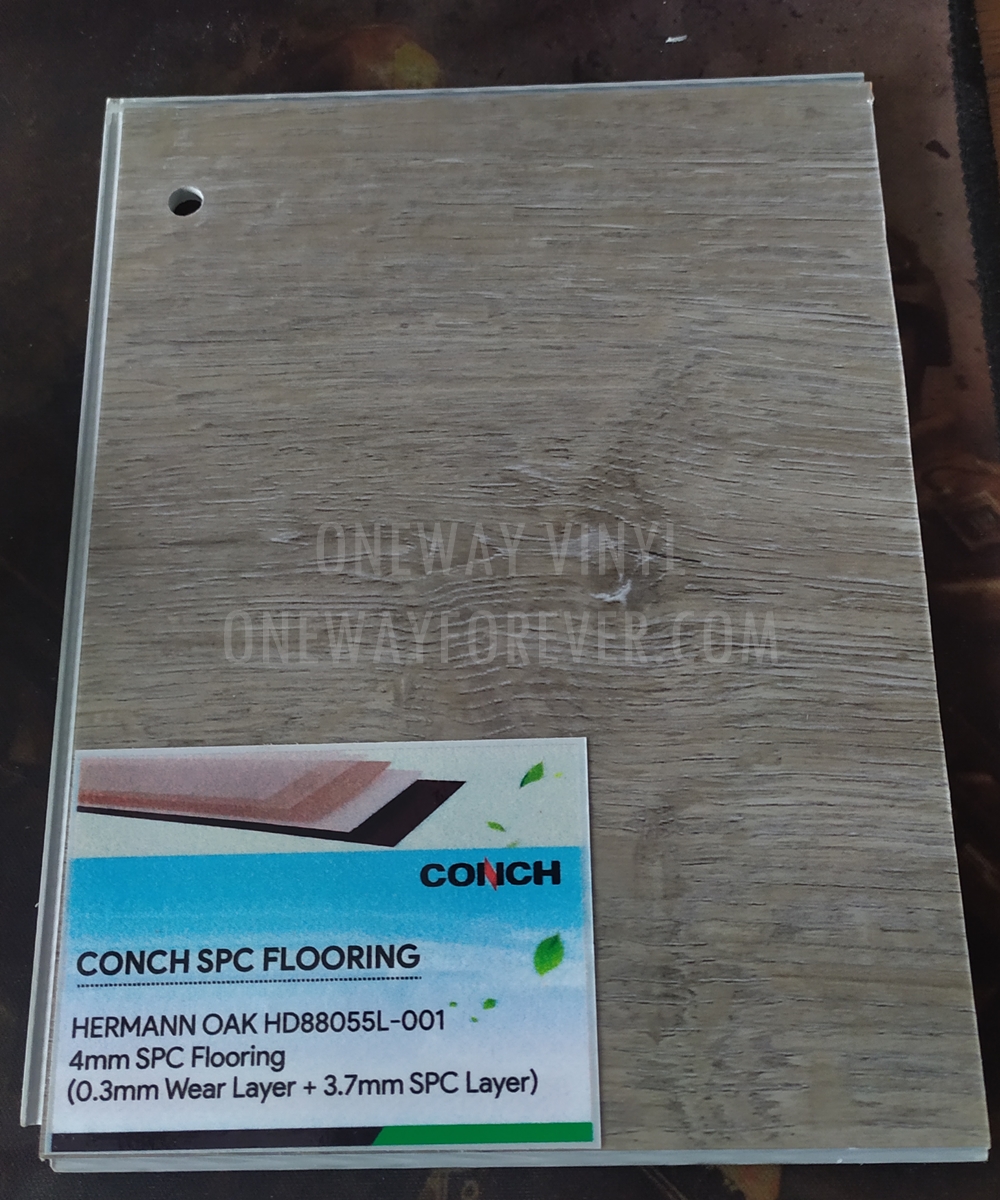 ONEWAY VINYL
ONEWAYFOREVER.COM
CONCH
CONCH SPC FLOORING
HERMANN OAK HD88055L-001
4mm SPC Flooring
(0.3mm Wear Layer + 3.7mm SPC Layer)